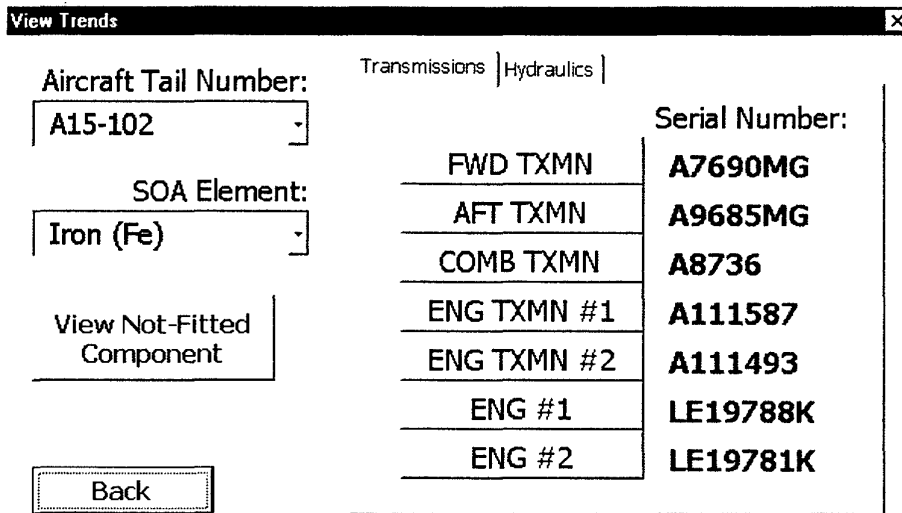 View Trends
Aircraft Tail Number:
A15-102
SOA Element:
Iron (Fe)
View Not-Fitted
Component
Back
Transmissions Hydraulics
Serial Number:
FWD TXMN A7690MG
AFT TXMN A9685MG
COMB TXMN A8736
ENG TXMN #1 A111587
ENG TXMN #2 A111493
ENG #1 LE19788K
ENG #2 LE19781K